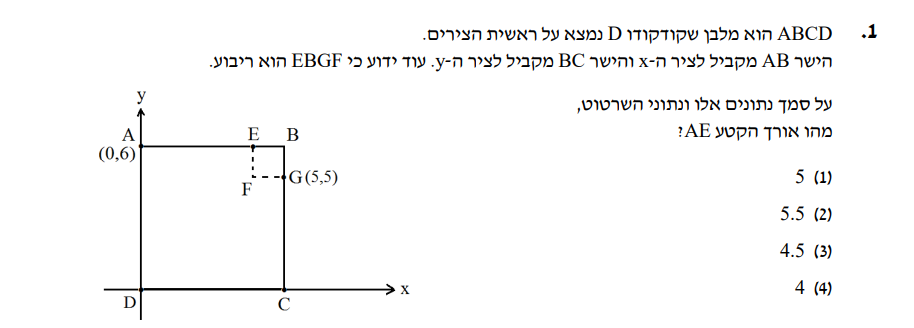 1. ABCD הוא מלבן שקודקודו D נמצא על ראשית הצירים.
הישר AB מקביל לציר ה-x והישר BC מקביל לציר ה-y. עוד ידוע כי EBGF הוא ריבוע.
על סמך נתונים אלו ונתוני השרטוט,
מהו אורך הקטע AE?
(1) 5
(2) 5.5
(3) 4.5
(4) 4
y
A E B
(0,6)
F G(5,5)
x
D C